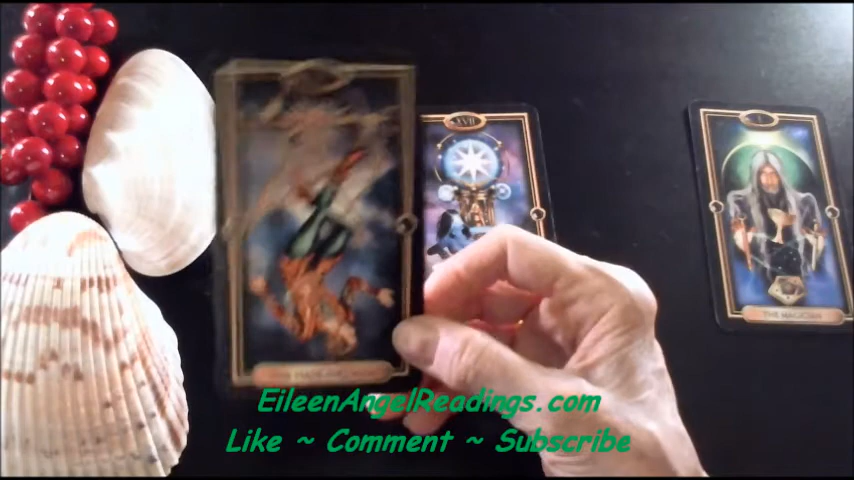 XVII
I
THE MAGICIAN
EileenAngelReadings.com
Like ~ Comment ~ Subscribe